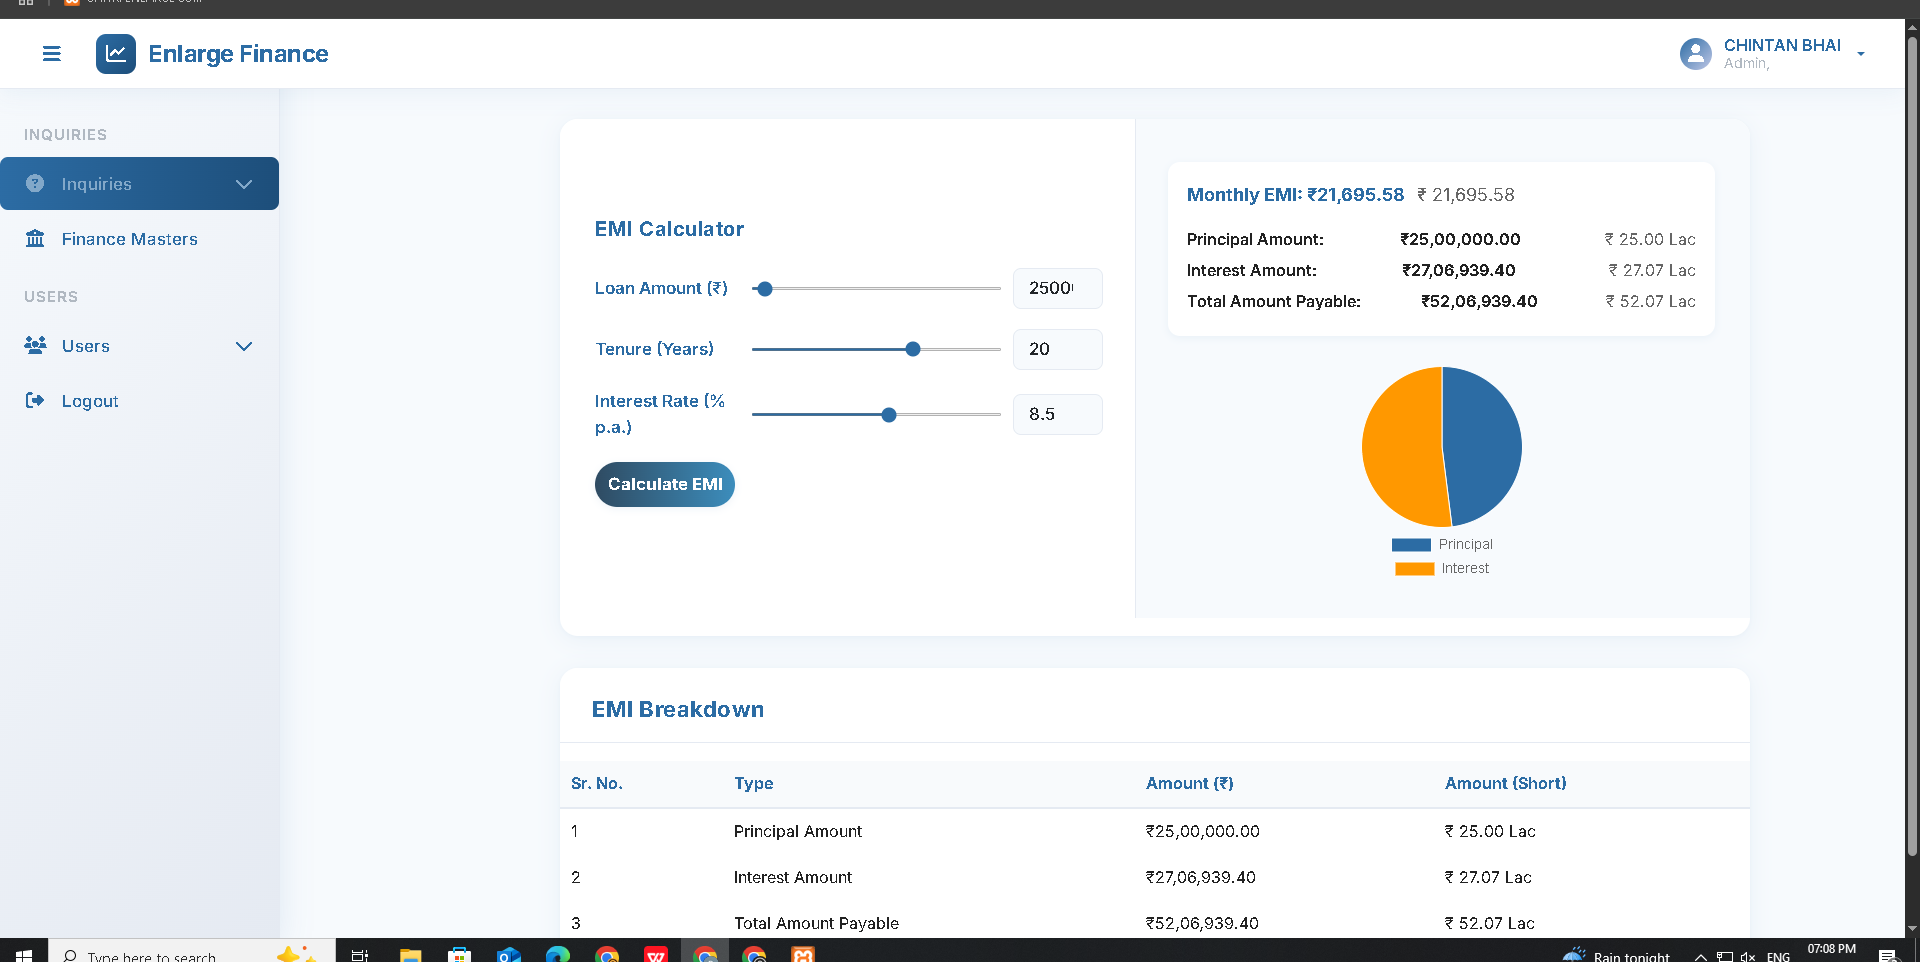 Enlarge Finance
CHINTAN BHAI
Admin,
INQUIRIES
Inquiries
Finance Masters
USERS
Users
Logout
EMI Calculator
Loan Amount (₹)
2500
Tenure (Years)
20
Interest Rate (% p.a.)
8.5
Calculate EMI
Monthly EMI: ₹21,695.58 ₹ 21,695.58
Principal Amount: ₹25,00,000.00 ₹ 25.00 Lac
Interest Amount: ₹27,06,939.40 ₹ 27.07 Lac
Total Amount Payable: ₹52,06,939.40 ₹ 52.07 Lac
Principal
Interest
EMI Breakdown
Sr. No. Type Amount (₹) Amount (Short)
1 Principal Amount ₹25,00,000.00 ₹ 25.00 Lac
2 Interest Amount ₹27,06,939.40 ₹ 27.07 Lac
3 Total Amount Payable ₹52,06,939.40 ₹ 52.07 Lac
Type here to search
Rain tonight
ENG
07:08 PM